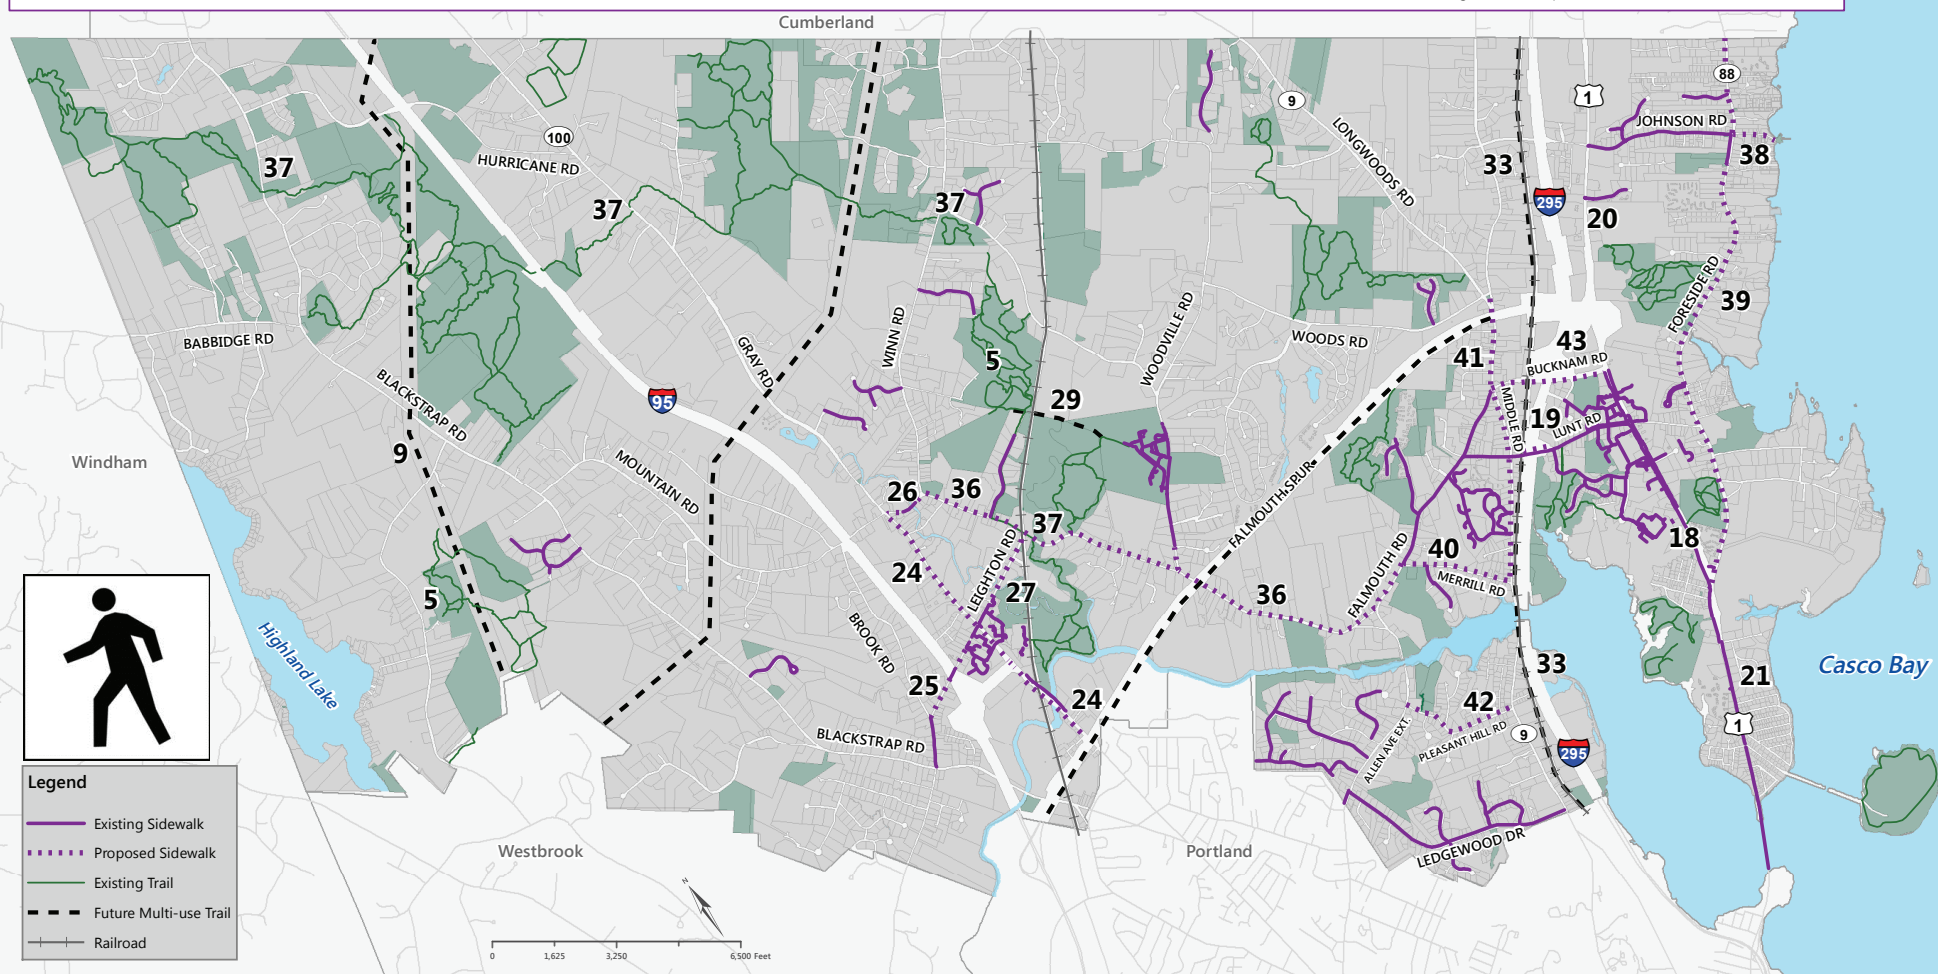 Cumberland
88
1
9
JOHNSON RD
100
LONGWOODS RD
38
33
37
HURRICANE RD
295
37
37
20
FORESIDE RD
39
BABBIDGE RD
WINN RD
WOODVILLE RD
WOODS RD
43
GRAY RD
5
41
BUCKNAM RD
BLACKSTRAP RD
95
29
MIDDLE RD
19
LUNT RD
9
Windham
MOUNTAIN RD
FALMOUTH SPUR
26
36
37
18
LEIGHTON RD
FALMOUTH RD
40
24
MERRILL RD
5
27
36
Highland Lake
BROOK RD
33
Casco Bay
25
24
42
21
1
ALLEN AVE EXT.
PLEASANT HILL RD
9
BLACKSTRAP RD
295
Legend
Existing Sidewalk
Proposed Sidewalk
Existing Trail
Future Multi-use Trail
Railroad
Westbrook
Portland
LEDGEWOOD DR
N
0 1,625 3,250 6,500 Feet